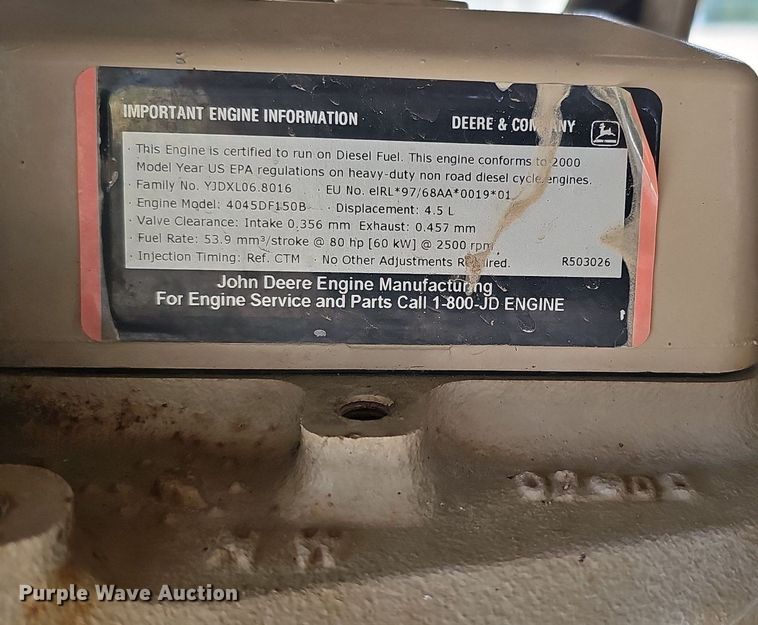 IMPORTANT ENGINE INFORMATION DEERE & COMPANY
· This Engine is certified to run on Diesel Fuel. This engine conforms to 2000
Model Year US EPA regulations on heavy-duty non road diesel cycle engines.
· Family No. YJDXL06.8016 · EU No. eIRL*97/68AA*0019*01
· Engine Model: 4045DF150B · Displacement: 4.5 L
· Valve Clearance: Intake 0.356 mm Exhaust: 0.457 mm
· Fuel Rate: 53.9 mm³/stroke @ 80 hp [60 kW] @ 2500 rpm
· Injection Timing: Ref. CTM · No Other Adjustments Required. R503026
John Deere Engine Manufacturing
For Engine Service and Parts Call 1-800-JD ENGINE
Purple Wave Auction